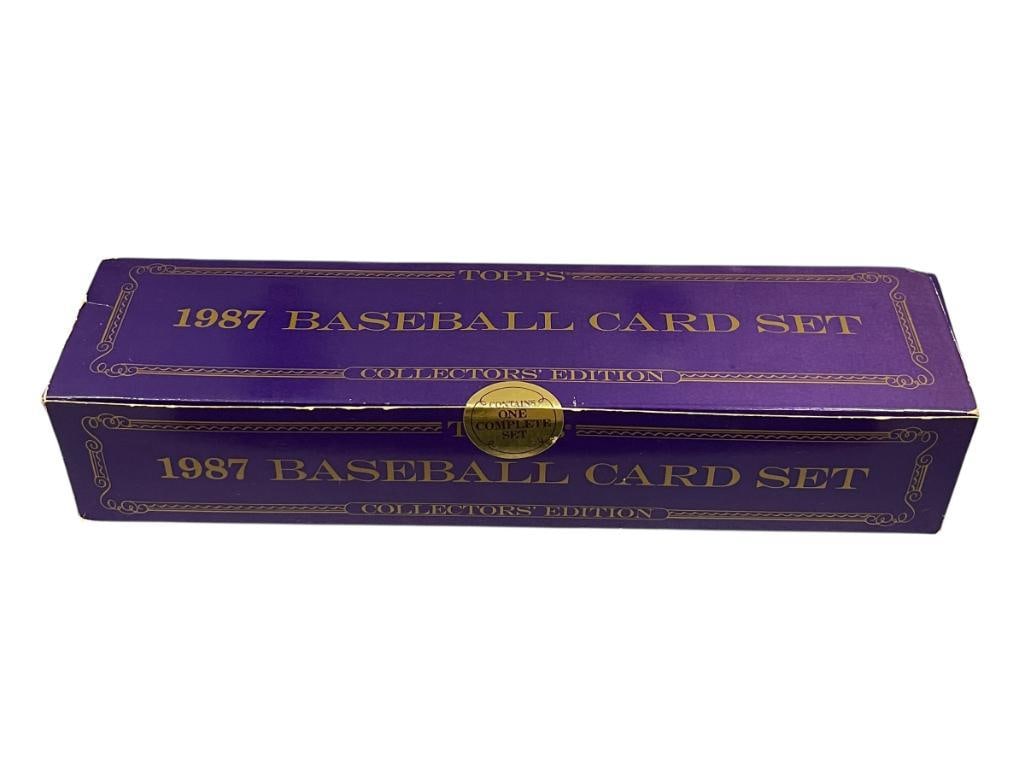 TOPPS
1987 BASEBALL CARD SET
COLLECTORS' EDITION
CONTAINS
ONE
COMPLETE
SET
T
1987 BASEBALL CARD SET
COLLECTORS' EDITION